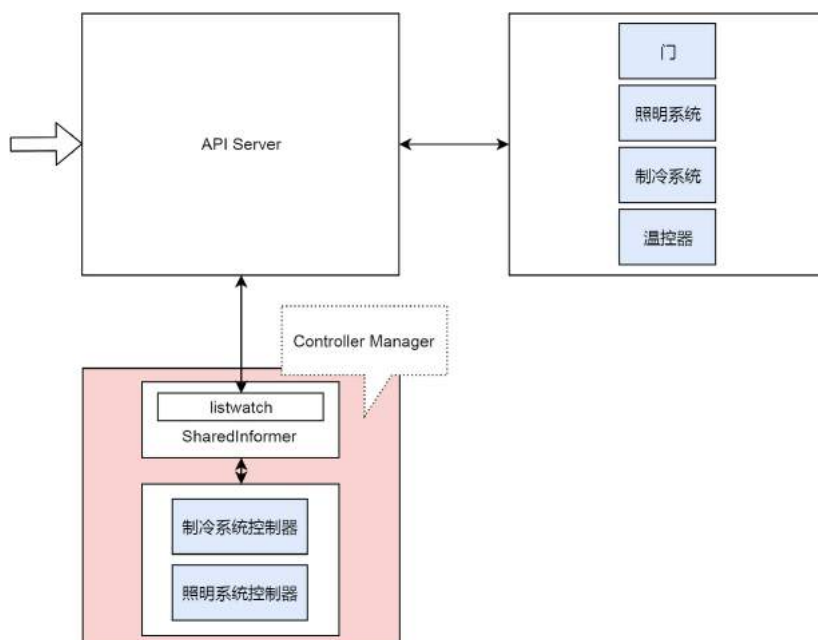 API Server
门
照明系统
制冷系统
温控器
Controller Manager
listwatch
SharedInformer
制冷系统控制器
照明系统控制器